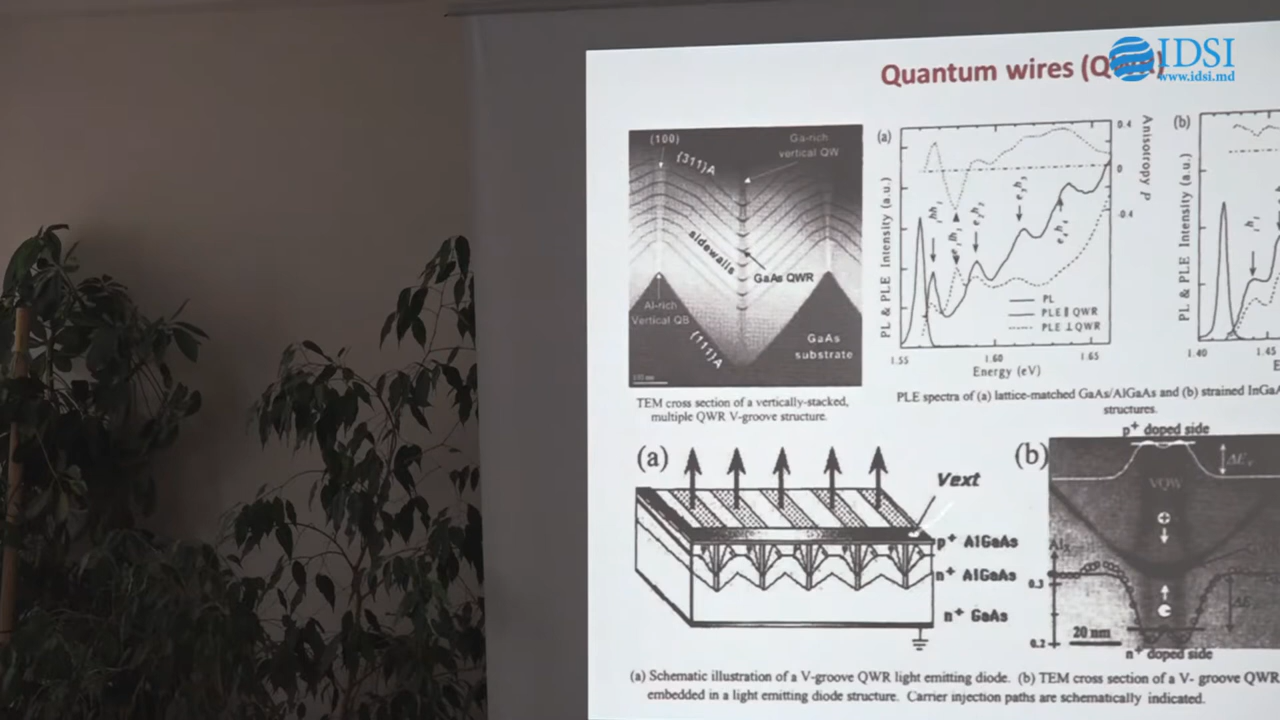 Quantum wires (QWR)
IDSI
www.idsi.md
(100)
{311}A
Ga-rich
vertical QW
sidewalls
GaAs QWR
Al-rich
Vertical QB
{111}A
GaAs
substrate
TEM cross section of a vertically-stacked,
multiple QWR V-groove structure.
(a)
PL & PLE Intensity (a.u.)
PL
PLE ∥ QWR
PLE ⊥ QWR
0.4
0
-0.4
Anisotropy P
1.55
1.60
1.65
Energy (eV)
(b)
PL & PLE Intensity (a.u.)
1.40
1.45
PLE spectra of (a) lattice-matched GaAs/AlGaAs and (b) strained InGaA
structures.
(a)
Vext
p+ AlGaAs
n+ AlGaAs
n+ GaAs
(b)
p+ doped side
VQW
0.3
0.2
20 nm
n+ doped side
(a) Schematic illustration of a V-groove QWR light emitting diode. (b) TEM cross section of a V- groove QWR
embedded in a light emitting diode structure. Carrier injection paths are schematically indicated.